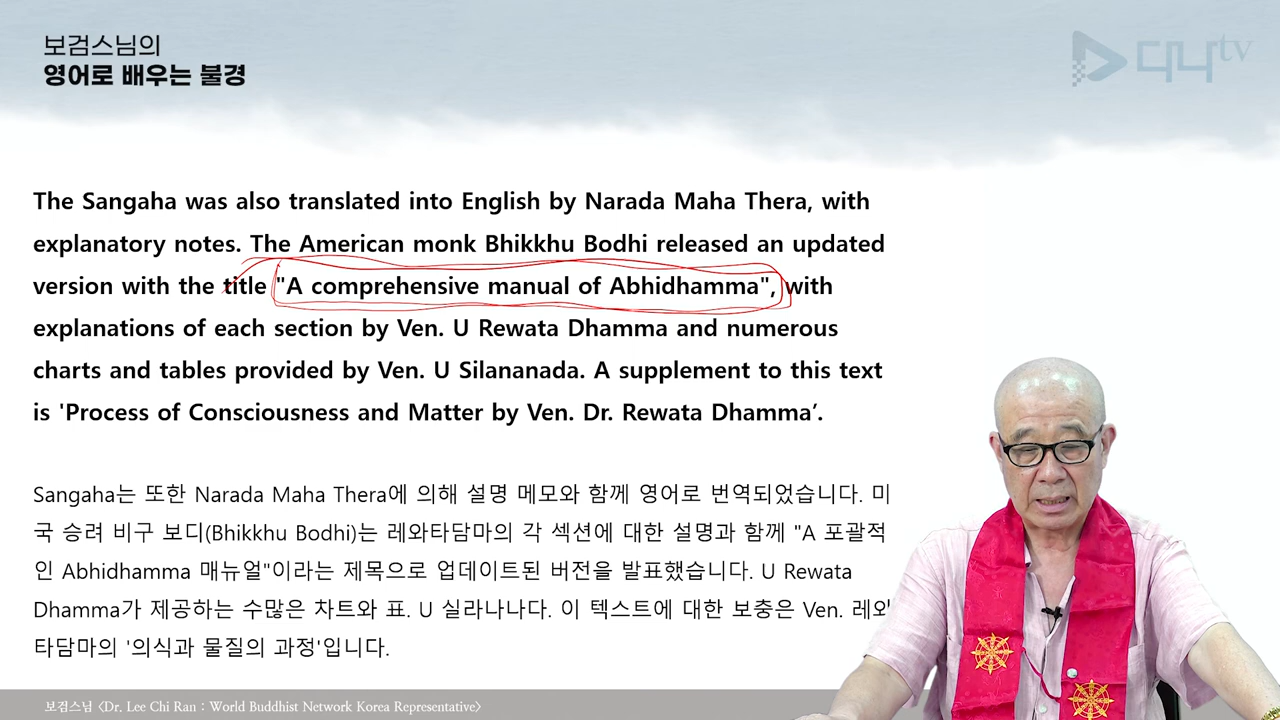 보검스님의
영어로 배우는 불경
디나tv
The Sangaha was also translated into English by Narada Maha Thera, with
explanatory notes. The American monk Bhikkhu Bodhi released an updated
version with the title "A comprehensive manual of Abhidhamma", with
explanations of each section by Ven. U Rewata Dhamma and numerous
charts and tables provided by Ven. U Silananada. A supplement to this text
is 'Process of Consciousness and Matter by Ven. Dr. Rewata Dhamma’.
Sangaha는 또한 Narada Maha Thera에 의해 설명 메모와 함께 영어로 번역되었습니다. 미
국 승려 비구 보디(Bhikkhu Bodhi)는 레와타담마의 각 섹션에 대한 설명과 함께 "A 포괄적
인 Abhidhamma 매뉴얼"이라는 제목으로 업데이트된 버전을 발표했습니다. U Rewata
Dhamma가 제공하는 수많은 차트와 표. U 실라나나다. 이 텍스트에 대한 보충은 Ven. 레와
타담마의 '의식과 물질의 과정'입니다.
보검스님 <Dr. Lee Chi Ran : World Buddhist Network Korea Representative>